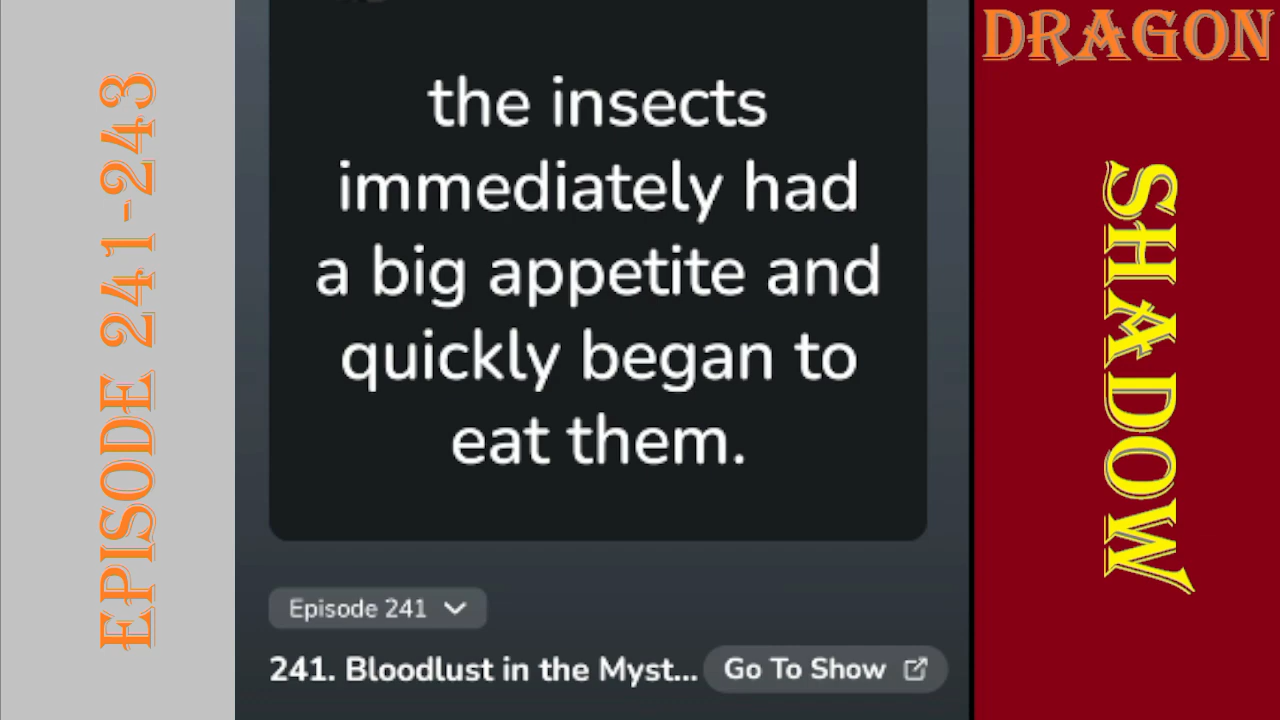 EPISODE 241-243
the insects
immediately had
a big appetite and
quickly began to
eat them.
Episode 241
241. Bloodlust in the Myst...
Go To Show
DRAGON
SHADOW